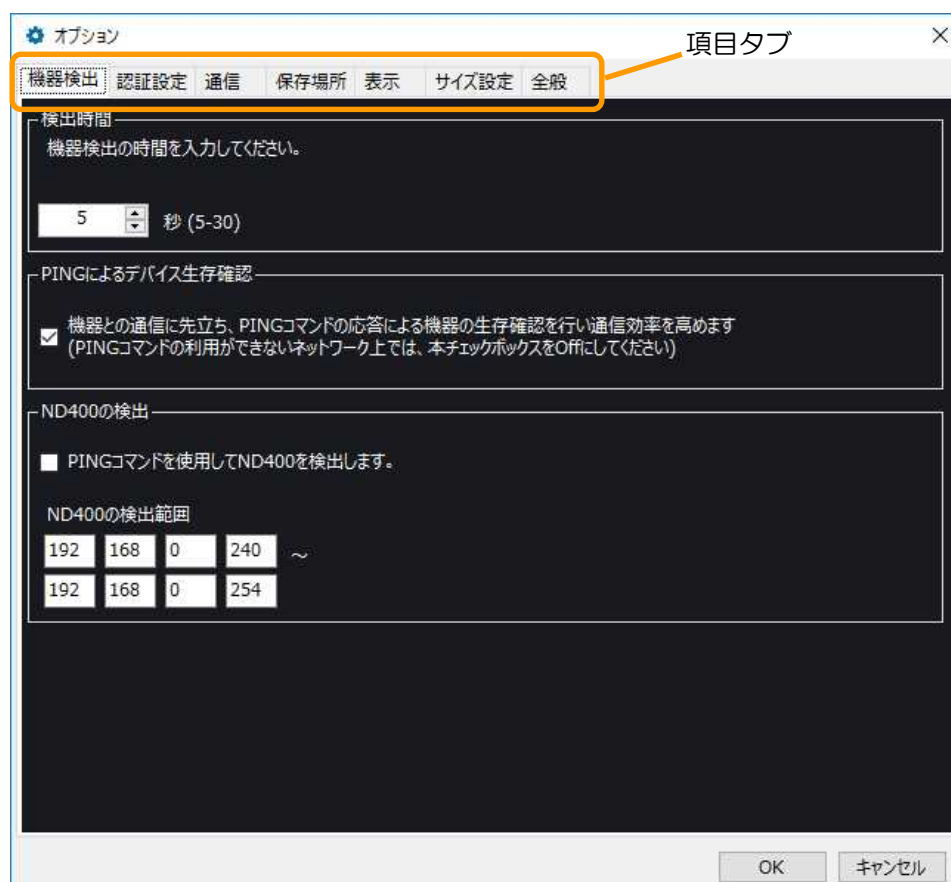 オプション
項目タブ
機器検出 認証設定 通信 保存場所 表示 サイズ設定 全般
検出時間
機器検出の時間を入力してください。
5 秒 (5-30)
PINGによるデバイス生存確認
機器との通信に先立ち、PINGコマンドの応答による機器の生存確認を行い通信効率を高めます
(PINGコマンドの利用ができないネットワーク上では、本チェックボックスをOffにしてください)
ND400の検出
PINGコマンドを使用してND400を検出します。
ND400の検出範囲
192 168 0 240 ～
192 168 0 254
OK キャンセル